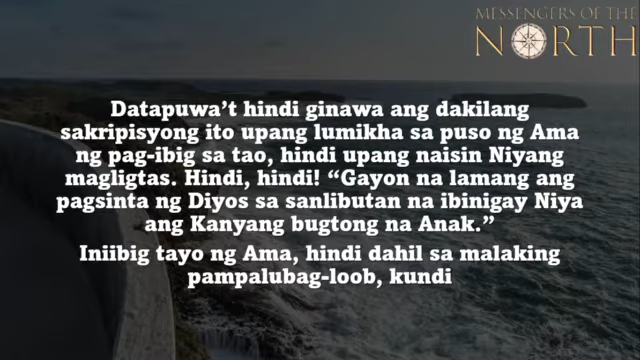 MESSENGERS OF THE
NORTH
Datapuwa’t hindi ginawa ang dakilang
sakripisyong ito upang lumikha sa puso ng Ama
ng pag-ibig sa tao, hindi upang naisin Niyang
magligtas. Hindi, hindi! “Gayon na lamang ang
pagsinta ng Diyos sa sanlibutan na ibinigay Niya
ang Kanyang bugtong na Anak.”
Iniibig tayo ng Ama, hindi dahil sa malaking
pampalubag-loob, kundi